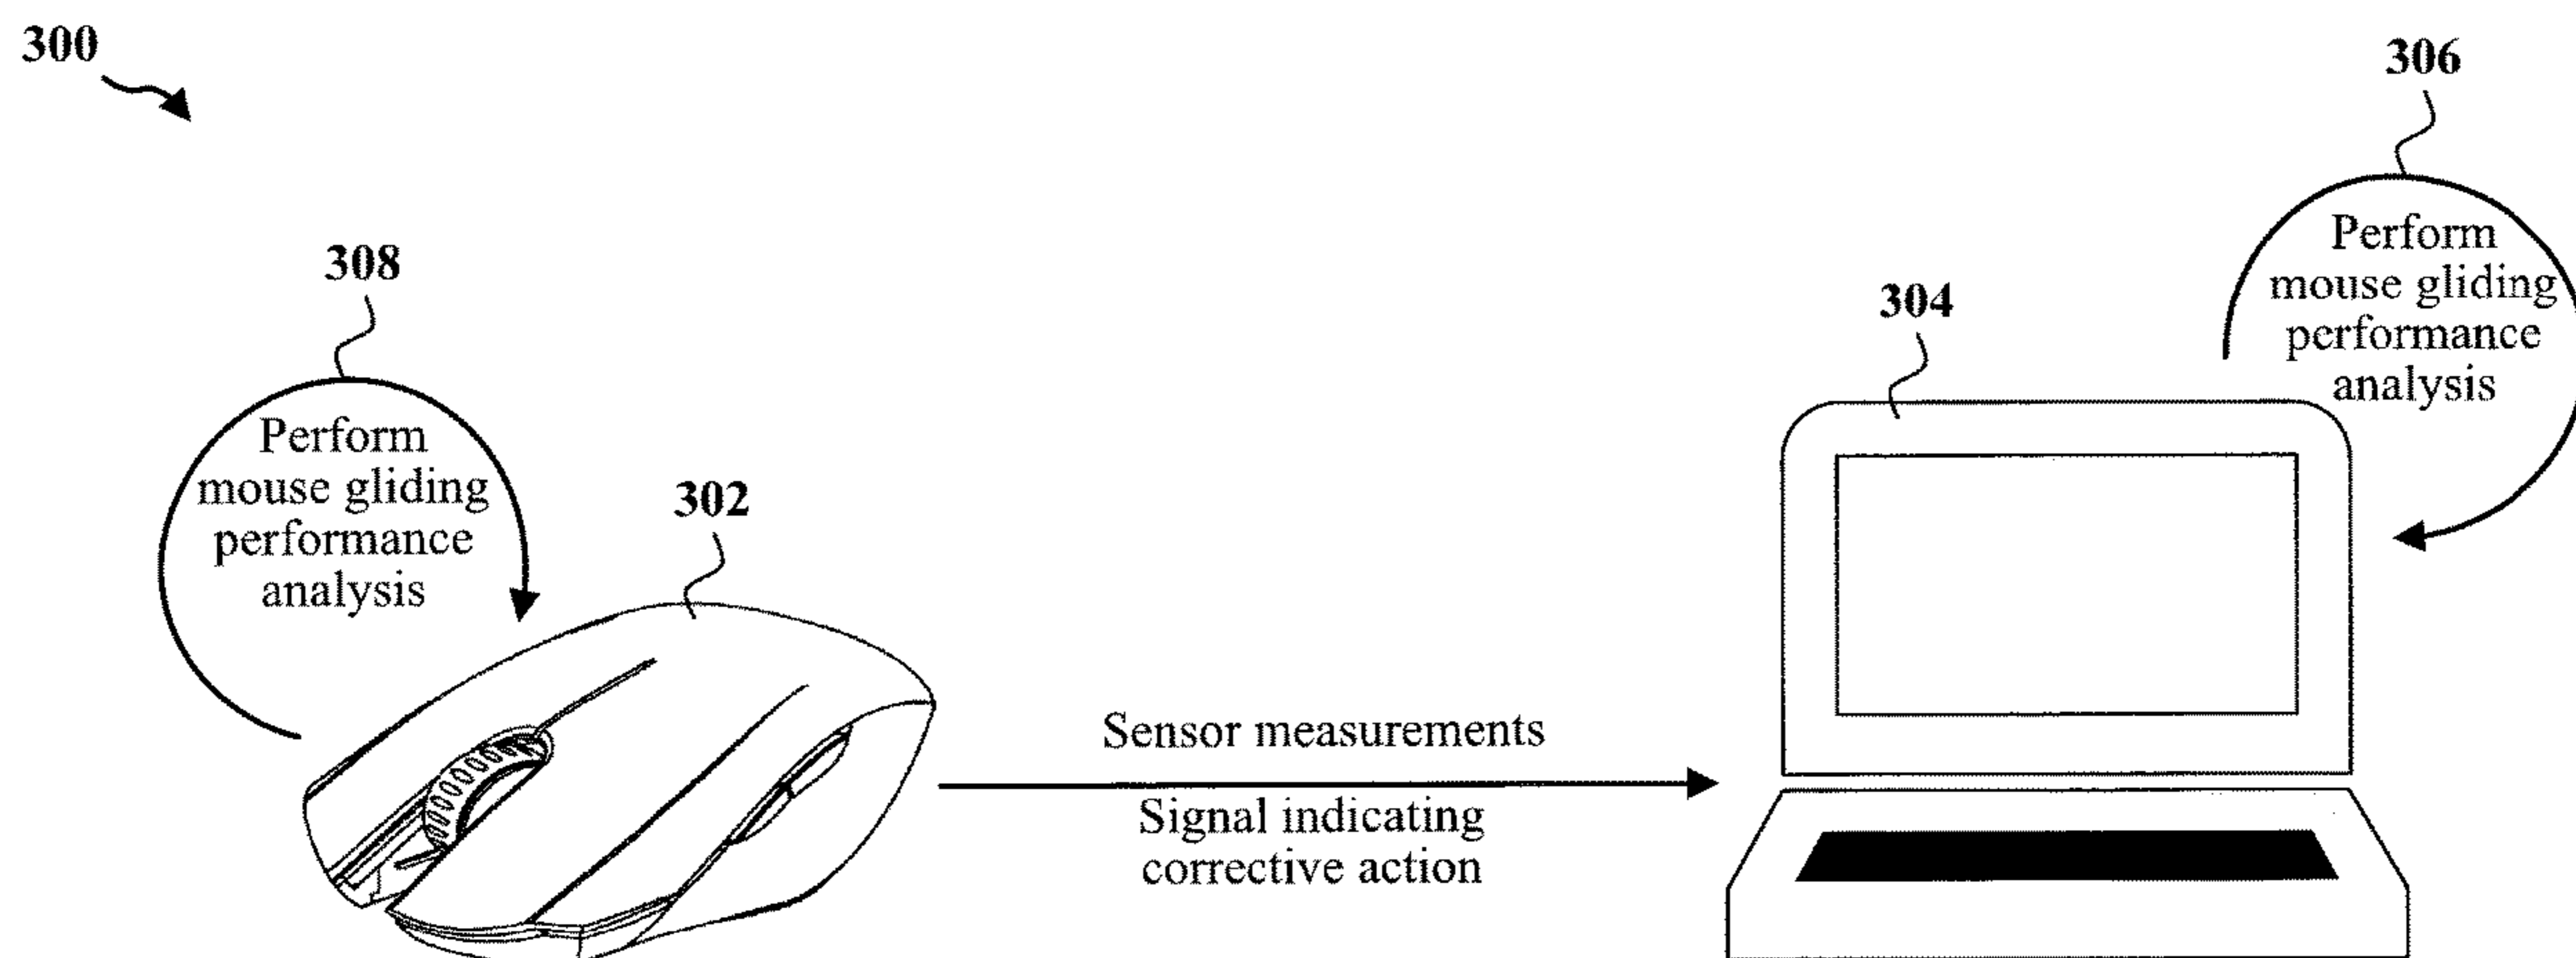 300
306
Perform
mouse gliding
performance
analysis
308
304
Perform
mouse gliding
performance
analysis
302
Sensor measurements
Signal indicating
corrective action